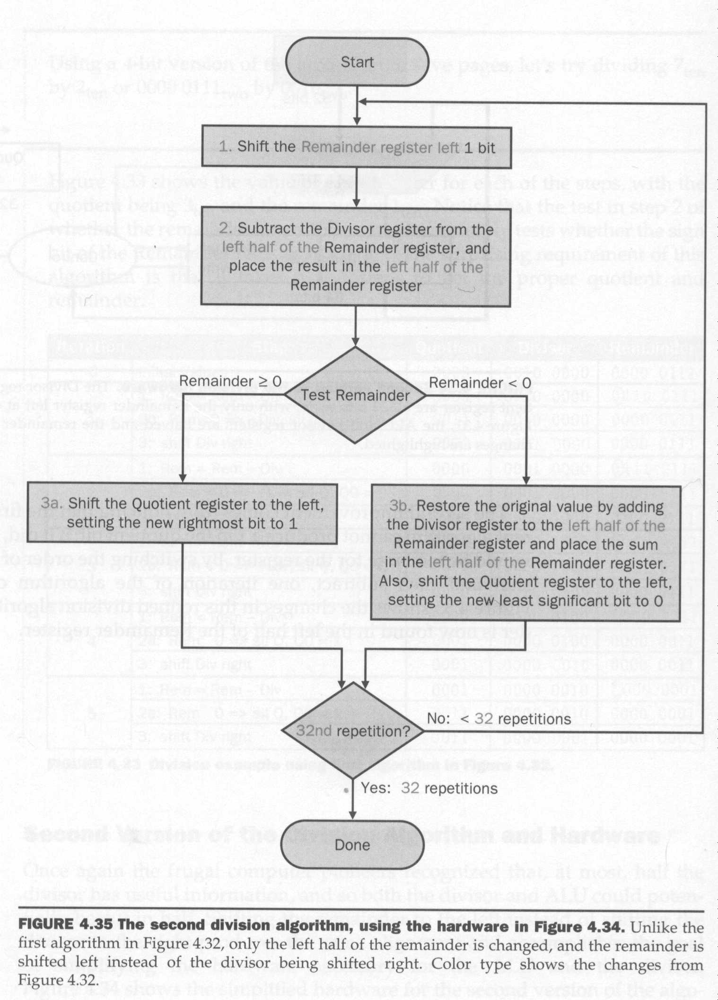 Start
1. Shift the Remainder register left 1 bit
2. Subtract the Divisor register from the
left half of the Remainder register, and
place the result in the left half of the
Remainder register
Test Remainder
Remainder ≥ 0
Remainder < 0
3a. Shift the Quotient register to the left,
setting the new rightmost bit to 1
3b. Restore the original value by adding
the Divisor register to the left half of the
Remainder register and place the sum
in the left half of the Remainder register.
Also, shift the Quotient register to the left,
setting the new least significant bit to 0
32nd repetition?
No: < 32 repetitions
Yes: 32 repetitions
Done
FIGURE 4.35 The second division algorithm, using the hardware in Figure 4.34. Unlike the
first algorithm in Figure 4.32, only the left half of the remainder is changed, and the remainder is
shifted left instead of the divisor being shifted right. Color type shows the changes from
Figure 4.32.